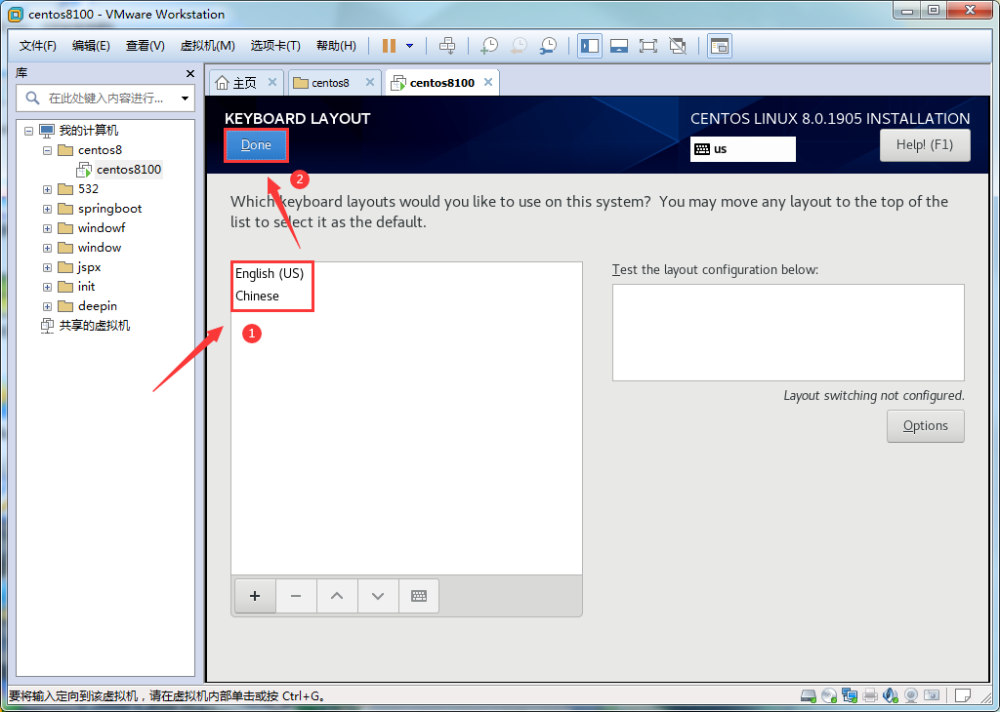 centos8100 - VMware Workstation
文件(F) 编辑(E) 查看(V) 虚拟机(M) 选项卡(T) 帮助(H)
库
在此处键入内容进行...
我的计算机
centos8
centos8100
532
springboot
windowf
window
jspx
init
deepin
共享的虚拟机
主页 centos8 centos8100
KEYBOARD LAYOUT
CENTOS LINUX 8.0.1905 INSTALLATION
Done
us
Help! (F1)
2
Which keyboard layouts would you like to use on this system? You may move any layout to the top of the
list to select it as the default.
English (US)
Chinese
1
Test the layout configuration below:
Layout switching not configured.
Options
要将输入定向到该虚拟机，请在虚拟机内部单击或按 Ctrl+G。